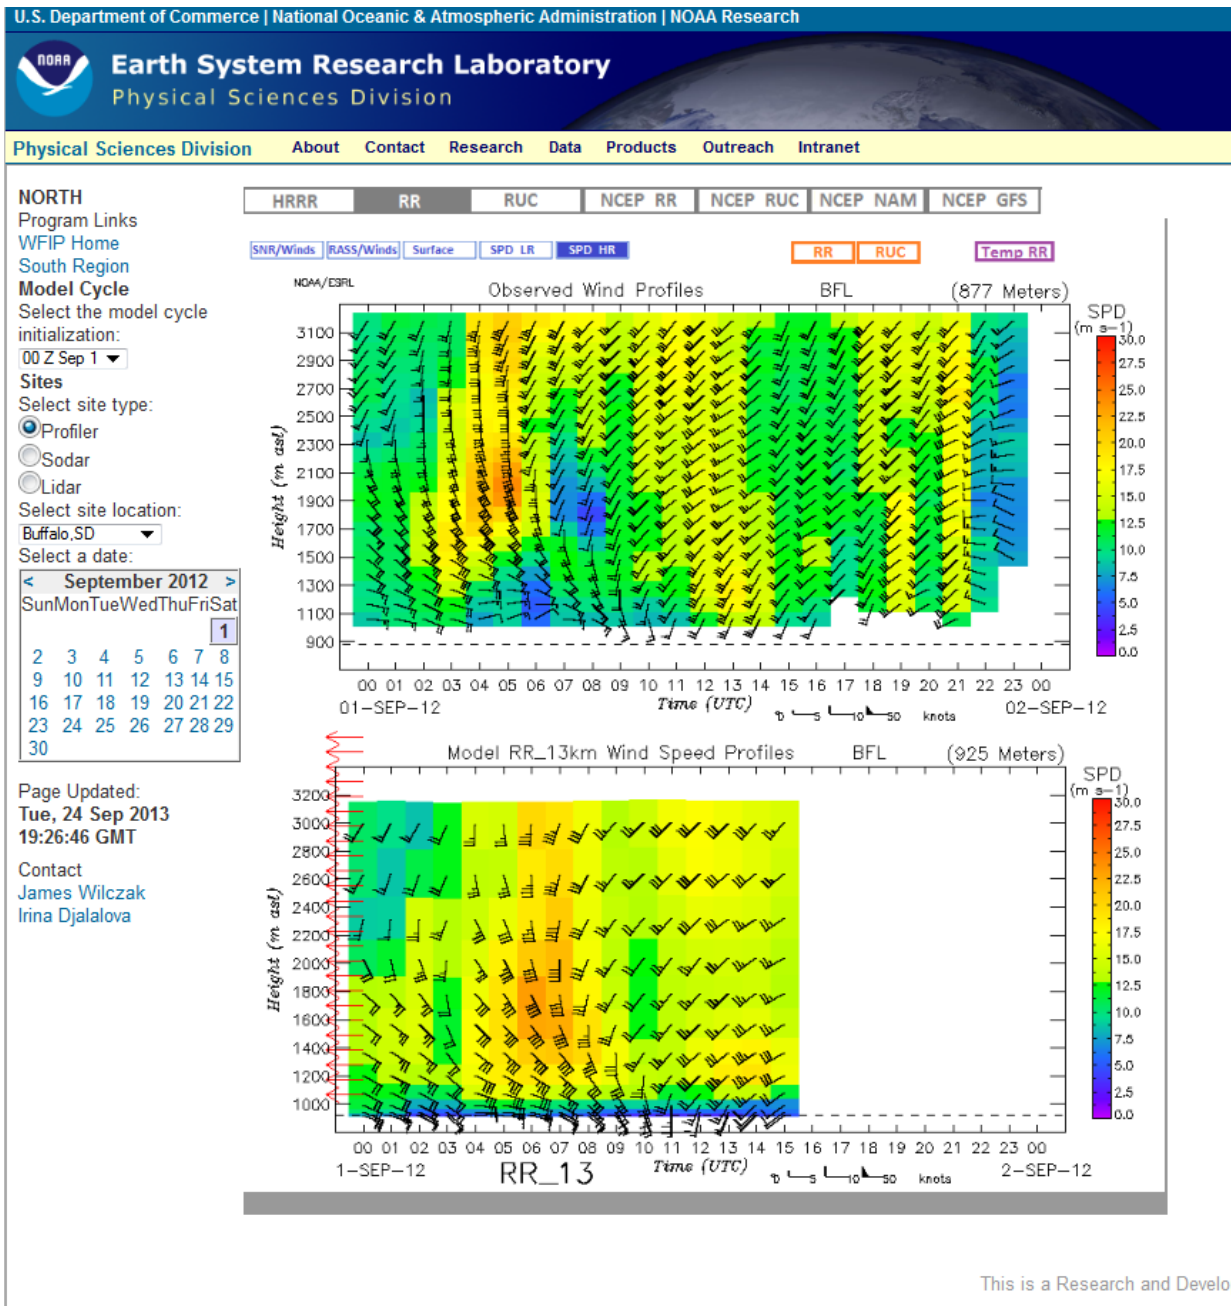 U.S. Department of Commerce | National Oceanic & Atmospheric Administration | NOAA Research
NOAA
Earth System Research Laboratory
Physical Sciences Division
Physical Sciences Division About Contact Research Data Products Outreach Intranet
NORTH
Program Links
WFIP Home
South Region
Model Cycle
Select the model cycle
initialization:
00 Z Sep 1
Sites
Select site type:
Profiler
Sodar
Lidar
Select site location:
Buffalo,SD
Select a date:
< September 2012 >
Sun Mon Tue Wed Thu Fri Sat
1
2 3 4 5 6 7 8
9 10 11 12 13 14 15
16 17 18 19 20 21 22
23 24 25 26 27 28 29
30
Page Updated:
Tue, 24 Sep 2013
19:26:46 GMT
Contact
James Wilczak
Irina Djalalova
HRRR RR RUC NCEP RR NCEP RUC NCEP NAM NCEP GFS
SNR/Winds RASS/Winds Surface SPD LR SPD HR RR RUC Temp RR
NOAA/ESRL Observed Wind Profiles BFL (877 Meters)
SPD
(m s-1)
30.0
27.5
25.0
22.5
20.0
17.5
15.0
12.5
10.0
7.5
5.0
2.5
0.0
Height (m asl)
3100
2900
2700
2500
2300
2100
1900
1700
1500
1300
1100
900
00 01 02 03 04 05 06 07 08 09 10 11 12 13 14 15 16 17 18 19 20 21 22 23 00
01-SEP-12 Time (UTC) 5 10 50 knots 02-SEP-12
Model RR_13km Wind Speed Profiles BFL (925 Meters)
SPD
(m s-1)
30.0
27.5
25.0
22.5
20.0
17.5
15.0
12.5
10.0
7.5
5.0
2.5
0.0
Height (m asl)
3200
3000
2800
2600
2400
2200
2000
1800
1600
1400
1200
1000
00 01 02 03 04 05 06 07 08 09 10 11 12 13 14 15 16 17 18 19 20 21 22 23 00
1-SEP-12 RR_13 Time (UTC) 5 10 50 knots 2-SEP-12
This is a Research and Develo